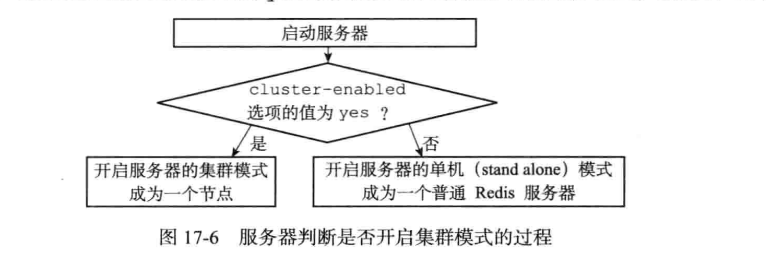 启动服务器
cluster-enabled
选项的值为 yes ?
是
否
开启服务器的集群模式
成为一个节点
开启服务器的单机（stand alone）模式
成为一个普通 Redis 服务器
图 17-6 服务器判断是否开启集群模式的过程